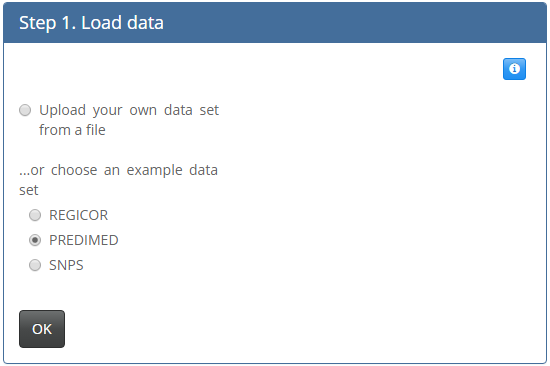 Step 1. Load data
Upload your own data set
from a file
...or choose an example data
set
REGICOR
PREDIMED
SNPS
OK